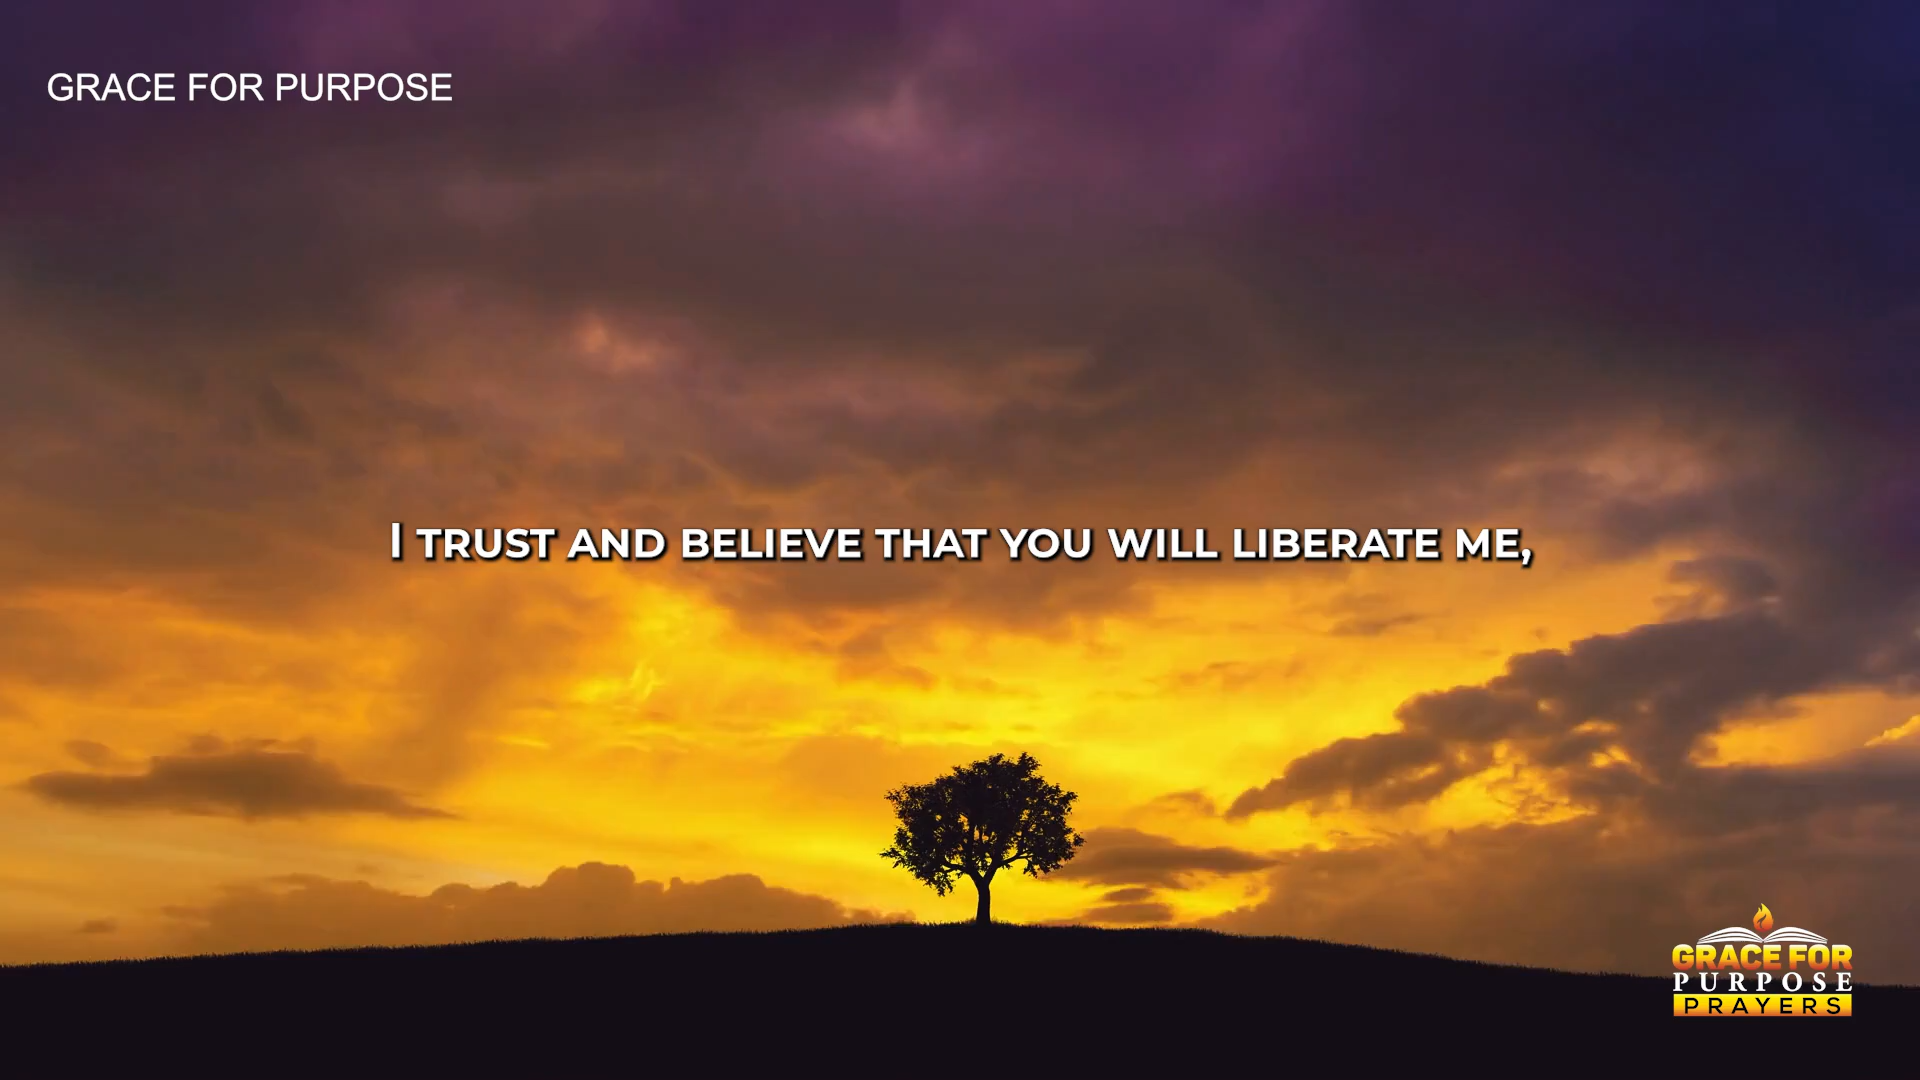 GRACE FOR PURPOSE
I TRUST AND BELIEVE THAT YOU WILL LIBERATE ME,
GRACE FOR
PURPOSE
PRAYERS